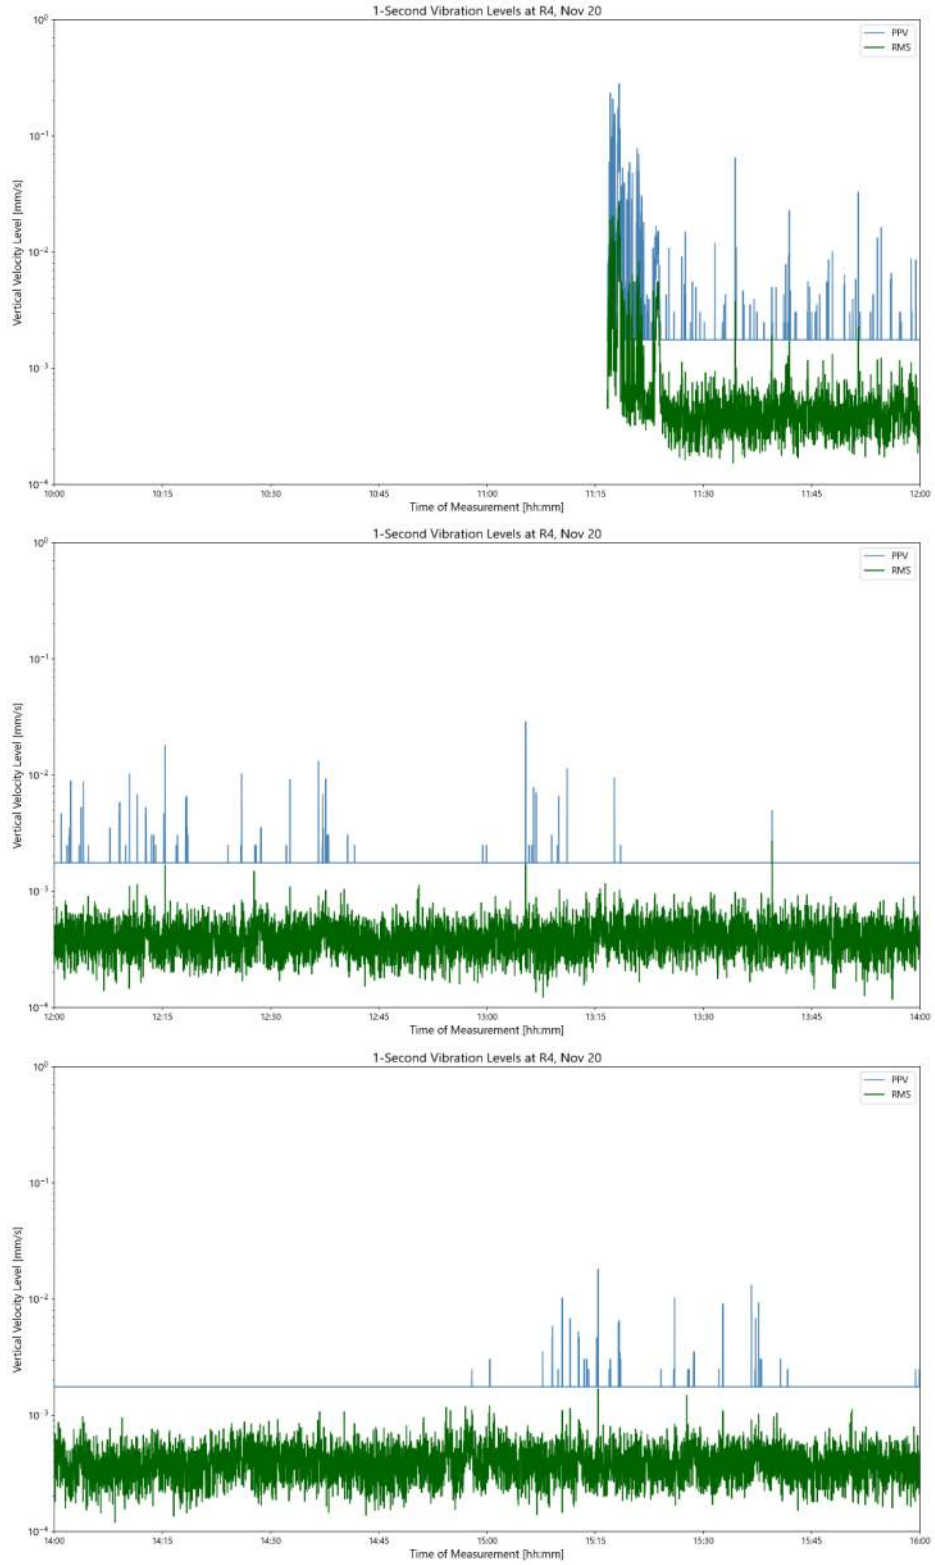 1-Second Vibration Levels at R4, Nov 20
PPV
RMS
Vertical Velocity Level [mm/s]
10⁰
10⁻¹
10⁻²
10⁻³
10⁻⁴
10:00 10:15 10:30 10:45 11:00 11:15 11:30 11:45 12:00
Time of Measurement [hh:mm]
1-Second Vibration Levels at R4, Nov 20
PPV
RMS
Vertical Velocity Level [mm/s]
10⁰
10⁻¹
10⁻²
10⁻³
10⁻⁴
12:00 12:15 12:30 12:45 13:00 13:15 13:30 13:45 14:00
Time of Measurement [hh:mm]
1-Second Vibration Levels at R4, Nov 20
PPV
RMS
Vertical Velocity Level [mm/s]
10⁰
10⁻¹
10⁻²
10⁻³
10⁻⁴
14:00 14:15 14:30 14:45 15:00 15:15 15:30 15:45 16:00
Time of Measurement [hh:mm]